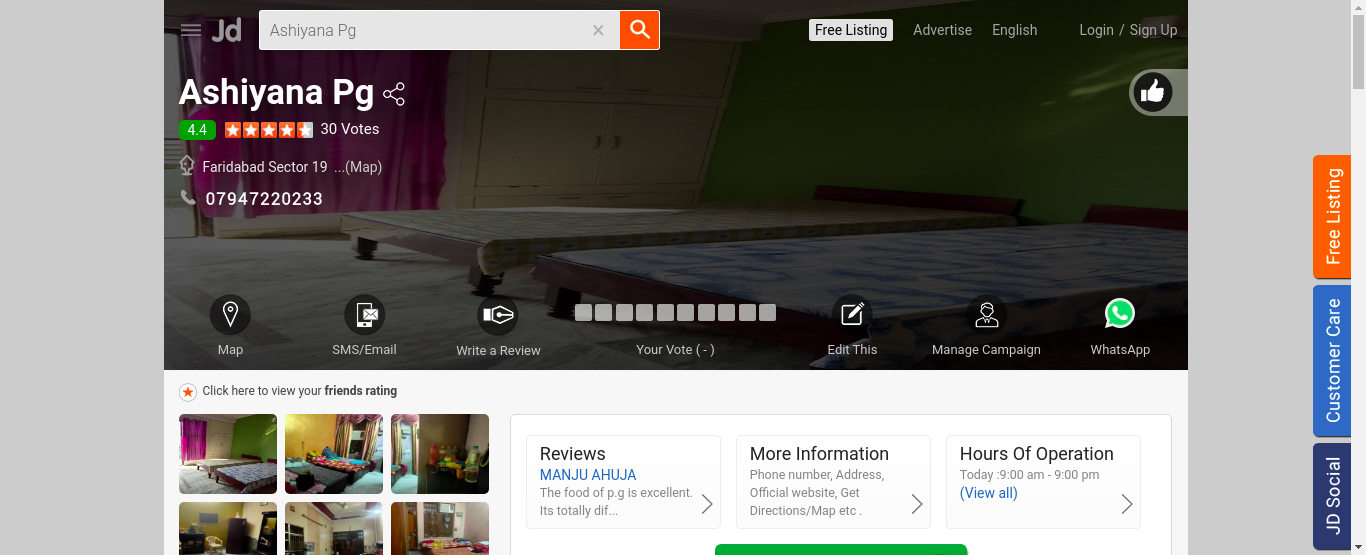 Jd
Ashiyana Pg
Free Listing
Advertise
English
Login / Sign Up
Ashiyana Pg
4.4
30 Votes
Faridabad Sector 19 ...(Map)
07947220233
Map
SMS/Email
Write a Review
Your Vote ( - )
Edit This
Manage Campaign
WhatsApp
Click here to view your friends rating
Reviews
MANJU AHUJA
The food of p.g is excellent.
Its totally dif...
More Information
Phone number, Address,
Official website, Get
Directions/Map etc .
Hours Of Operation
Today :9:00 am - 9:00 pm
(View all)
Free Listing
Customer Care
JD Social